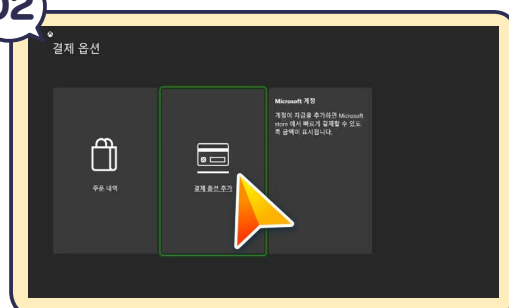 02
결제 옵션
주문 내역
결제 옵션 추가
Microsoft 계정
계정에 자금을 추가하면 Microsoft
store 에서 빠르게 결제할 수 있도
록 금액이 표시됩니다.